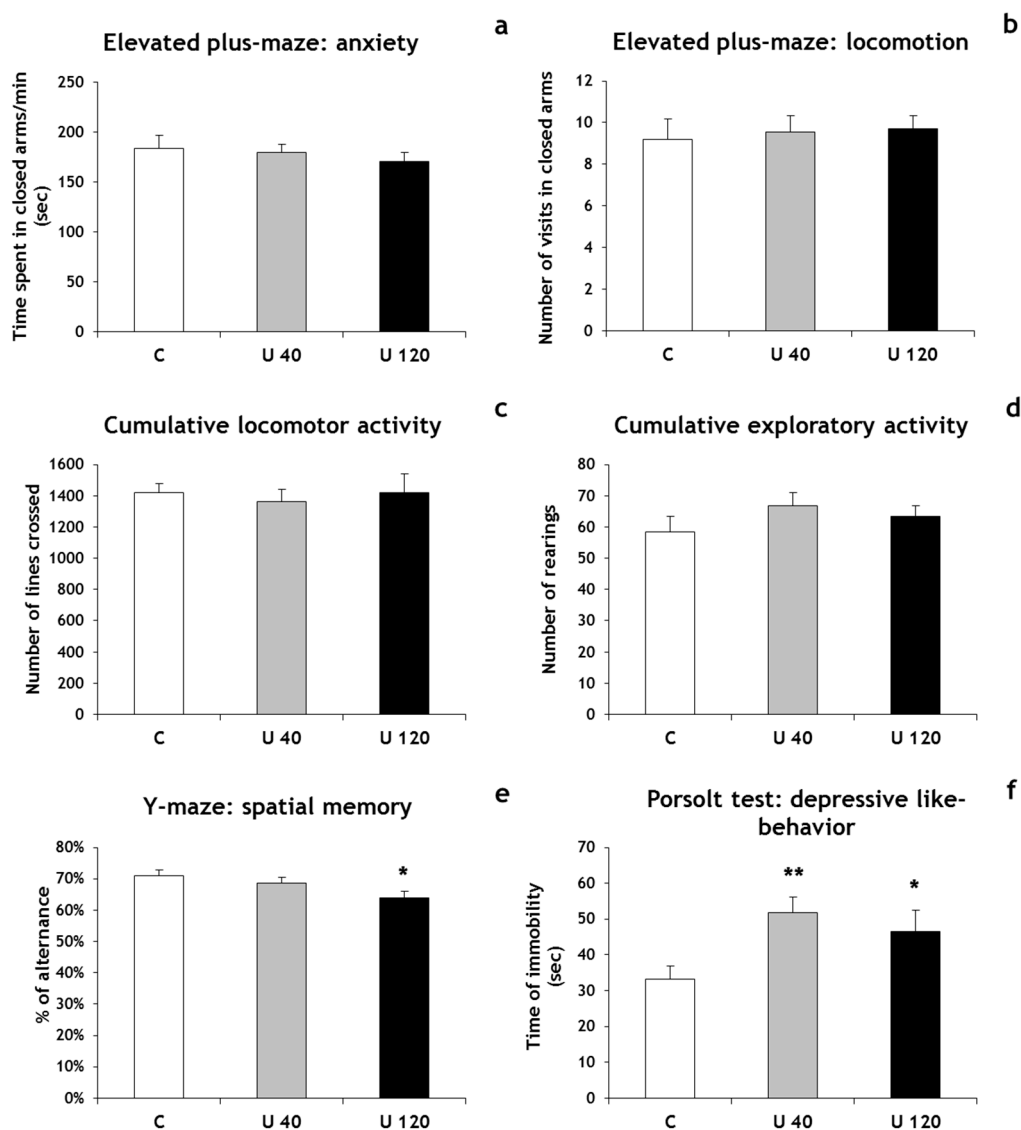 a
Elevated plus-maze: anxiety
Time spent in closed arms/min
(sec)
250
200
150
100
50
0
C U 40 U 120
b
Elevated plus-maze: locomotion
Number of visits in closed arms
12
10
8
6
4
2
0
C U 40 U 120
c
Cumulative locomotor activity
Number of lines crossed
1600
1400
1200
1000
800
600
400
200
0
C U 40 U 120
d
Cumulative exploratory activity
Number of rearings
80
70
60
50
40
30
20
10
0
C U 40 U 120
e
Y-maze: spatial memory
% of alternance
80%
70%
60%
50%
40%
30%
20%
10%
0%
*
C U 40 U 120
f
Porsolt test: depressive like-
behavior
Time of immobility
(sec)
70
60
50
40
30
20
10
0
** *
C U 40 U 120